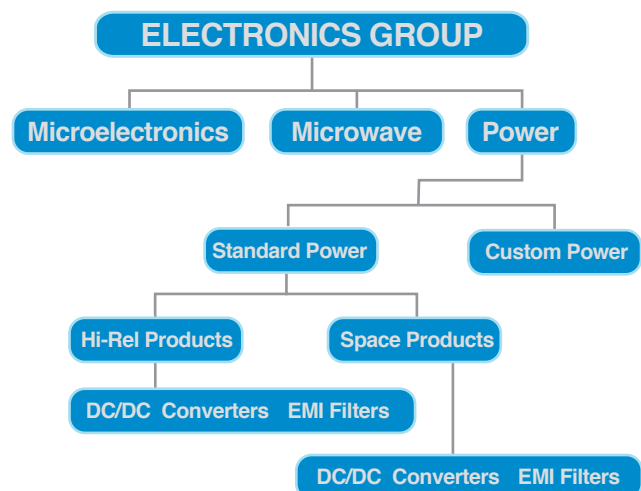 ELECTRONICS GROUP
Microelectronics Microwave Power
Standard Power Custom Power
Hi-Rel Products Space Products
DC/DC Converters EMI Filters
DC/DC Converters EMI Filters